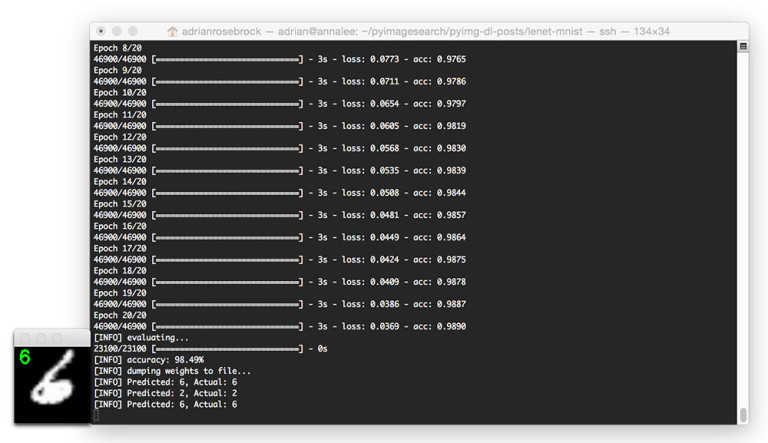 adrianrosebrock — adrian@annalee: ~/pyimagesearch/pyimg-dl-posts/lenet-mnist — ssh — 134×34
Epoch 8/20
46900/46900 [==============================] - 3s - loss: 0.0773 - acc: 0.9765
Epoch 9/20
46900/46900 [==============================] - 3s - loss: 0.0711 - acc: 0.9786
Epoch 10/20
46900/46900 [==============================] - 3s - loss: 0.0654 - acc: 0.9797
Epoch 11/20
46900/46900 [==============================] - 3s - loss: 0.0605 - acc: 0.9819
Epoch 12/20
46900/46900 [==============================] - 3s - loss: 0.0568 - acc: 0.9830
Epoch 13/20
46900/46900 [==============================] - 3s - loss: 0.0535 - acc: 0.9839
Epoch 14/20
46900/46900 [==============================] - 3s - loss: 0.0508 - acc: 0.9844
Epoch 15/20
46900/46900 [==============================] - 3s - loss: 0.0481 - acc: 0.9857
Epoch 16/20
46900/46900 [==============================] - 3s - loss: 0.0449 - acc: 0.9864
Epoch 17/20
46900/46900 [==============================] - 3s - loss: 0.0424 - acc: 0.9875
Epoch 18/20
46900/46900 [==============================] - 3s - loss: 0.0409 - acc: 0.9878
Epoch 19/20
46900/46900 [==============================] - 3s - loss: 0.0386 - acc: 0.9887
Epoch 20/20
46900/46900 [==============================] - 3s - loss: 0.0369 - acc: 0.9890
[INFO] evaluating...
23100/23100 [==============================] - 0s
[INFO] accuracy: 98.49%
[INFO] dumping weights to file...
[INFO] Predicted: 6, Actual: 6
[INFO] Predicted: 2, Actual: 2
[INFO] Predicted: 6, Actual: 6
6
6